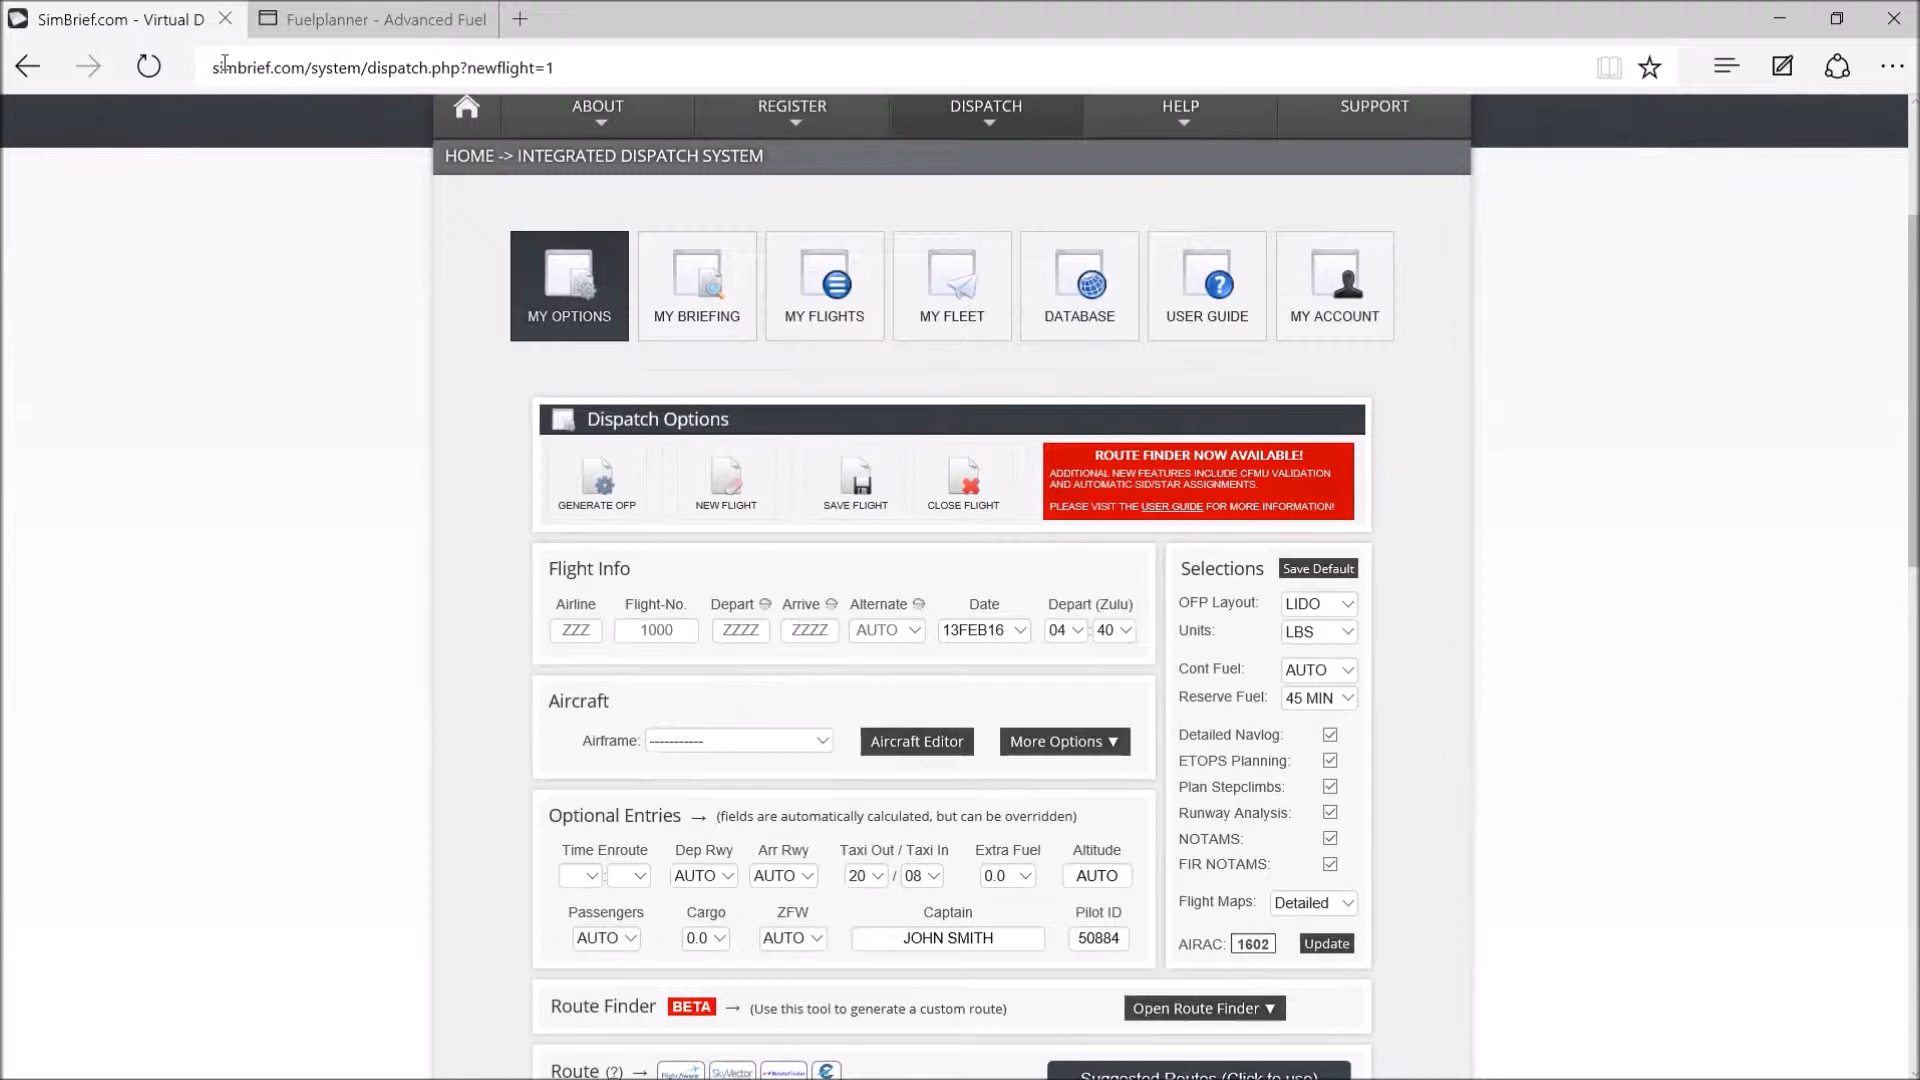 SimBrief.com - Virtual D
Fuelplanner - Advanced Fuel
simbrief.com/system/dispatch.php?newflight=1
ABOUT
REGISTER
DISPATCH
HELP
SUPPORT
HOME -> INTEGRATED DISPATCH SYSTEM
MY OPTIONS
MY BRIEFING
MY FLIGHTS
MY FLEET
DATABASE
USER GUIDE
MY ACCOUNT
Dispatch Options
GENERATE OFP
NEW FLIGHT
SAVE FLIGHT
CLOSE FLIGHT
ROUTE FINDER NOW AVAILABLE!
ADDITIONAL NEW FEATURES INCLUDE CFMU VALIDATION
AND AUTOMATIC SID/STAR ASSIGNMENTS.
PLEASE VISIT THE USER GUIDE FOR MORE INFORMATION!
Flight Info
Airline Flight-No. Depart Arrive Alternate Date Depart (Zulu)
ZZZ 1000 ZZZZ ZZZZ AUTO 13FEB16 04 : 40
Aircraft
Airframe: ----------- Aircraft Editor More Options ▼
Optional Entries → (fields are automatically calculated, but can be overridden)
Time Enroute Dep Rwy Arr Rwy Taxi Out / Taxi In Extra Fuel Altitude
: AUTO AUTO 20 / 08 0.0 AUTO
Passengers Cargo ZFW Captain Pilot ID
AUTO 0.0 AUTO JOHN SMITH 50884
Selections Save Default
OFP Layout: LIDO
Units: LBS
Cont Fuel: AUTO
Reserve Fuel: 45 MIN
Detailed Navlog:
ETOPS Planning:
Plan Stepclimbs:
Runway Analysis:
NOTAMS:
FIR NOTAMS:
Flight Maps: Detailed
AIRAC: 1602 Update
Route Finder BETA → (Use this tool to generate a custom route) Open Route Finder ▼
Route (?) → FlightAware SkyVector RouteFinder Suggested Routes (Click to use)